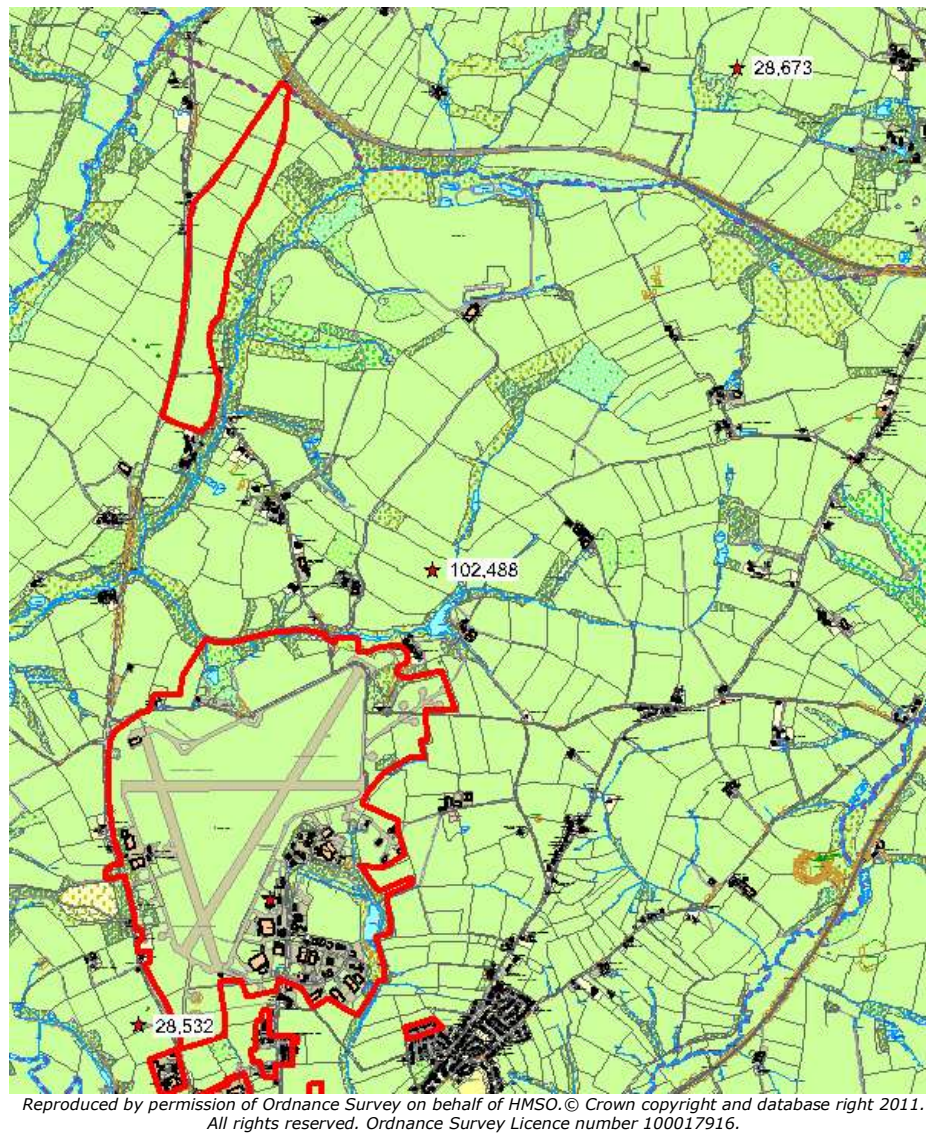 28,673
102,488
28,532
Reproduced by permission of Ordnance Survey on behalf of HMSO.© Crown copyright and database right 2011.
All rights reserved. Ordnance Survey Licence number 100017916.